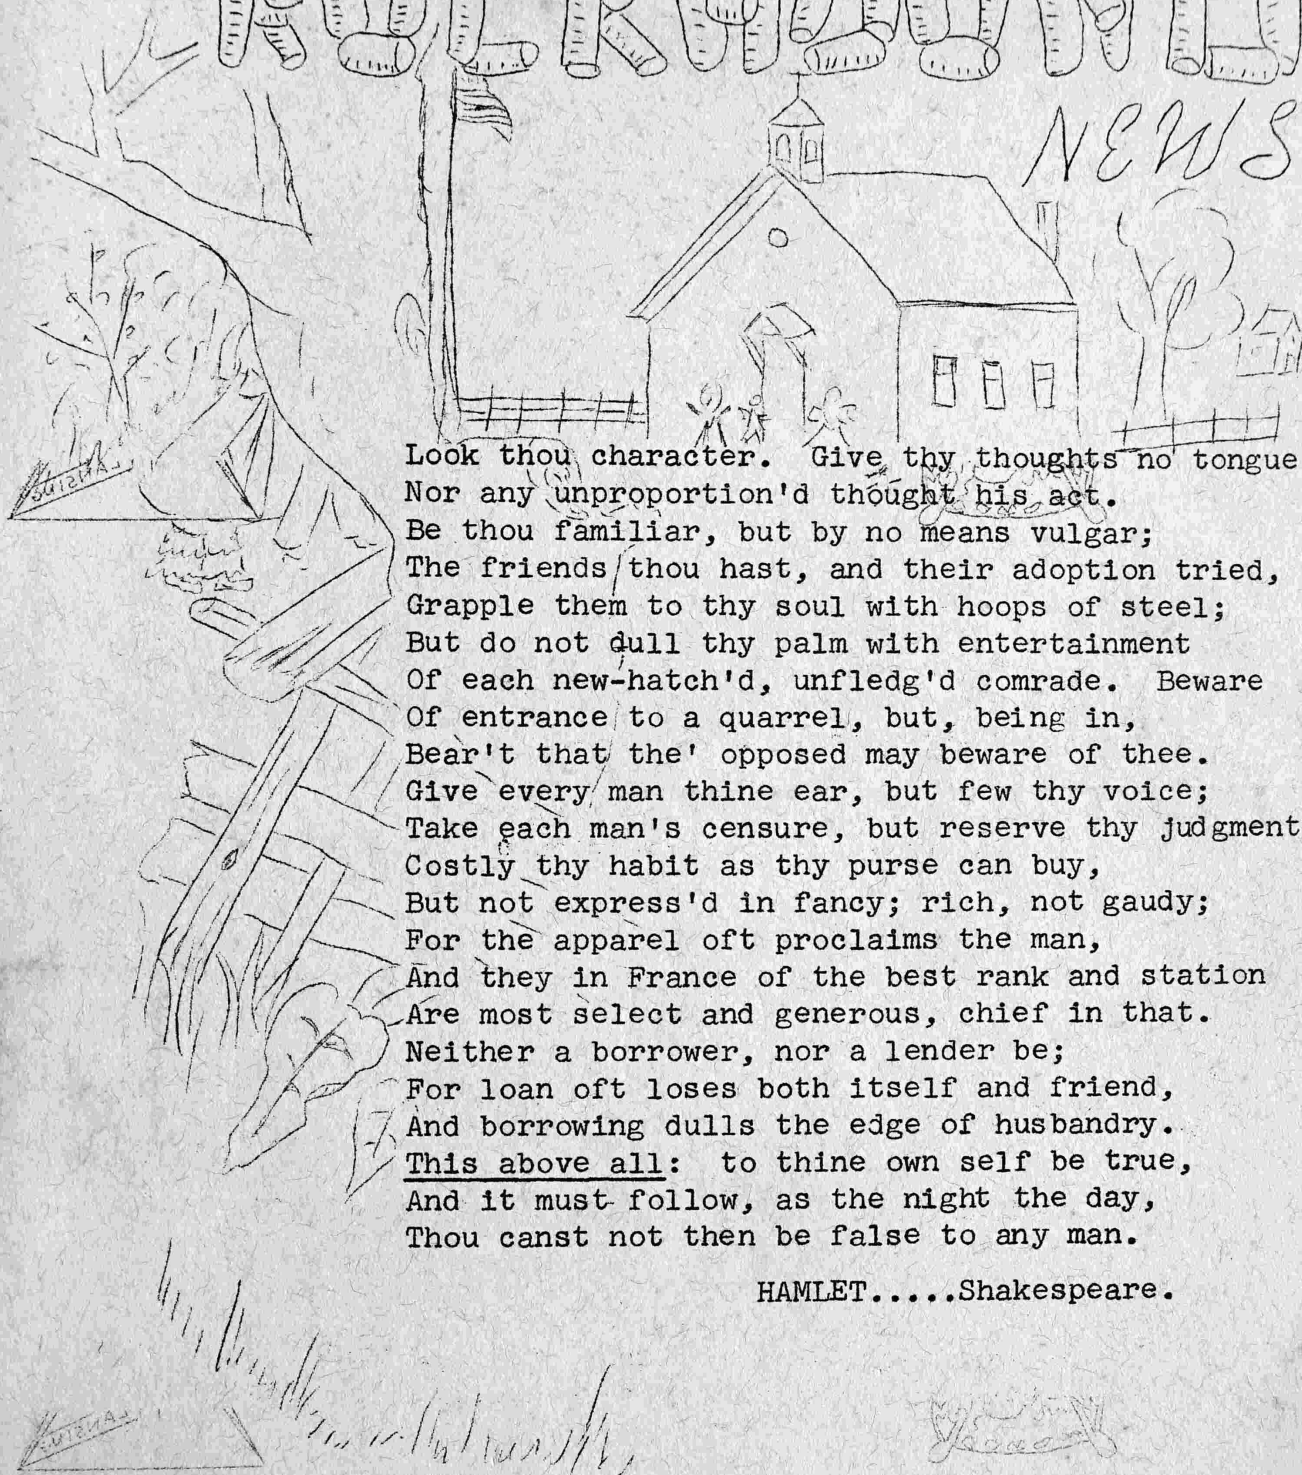 NEWS
Look thou character.  Give thy thoughts no tongue
Nor any unproportion'd thought his act.
Be thou familiar, but by no means vulgar;
The friends thou hast, and their adoption tried,
Grapple them to thy soul with hoops of steel;
But do not dull thy palm with entertainment
Of each new-hatch'd, unfledg'd comrade.  Beware
Of entrance to a quarrel, but, being in,
Bear't that the' opposed may beware of thee.
Give every man thine ear, but few thy voice;
Take each man's censure, but reserve thy judgment
Costly thy habit as thy purse can buy,
But not express'd in fancy; rich, not gaudy;
For the apparel oft proclaims the man,
And they in France of the best rank and station
Are most select and generous, chief in that.
Neither a borrower, nor a lender be;
For loan oft loses both itself and friend,
And borrowing dulls the edge of husbandry.
This above all:  to thine own self be true,
And it must follow, as the night the day,
Thou canst not then be false to any man.
HAMLET.....Shakespeare.